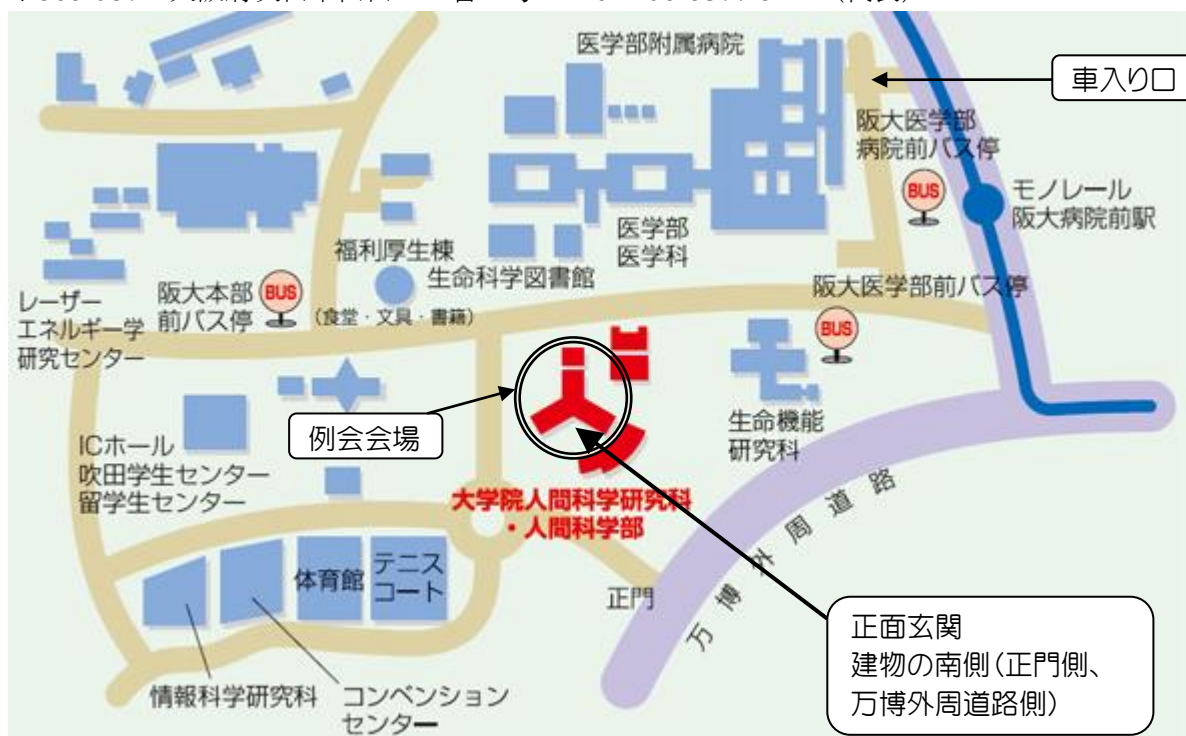 医学部附属病院
車入り口
阪大医学部
病院前バス停
BUS
モノレール
阪大病院前駅
医学部
医学科
福利厚生棟
生命科学図書館
(食堂・文具・書籍)
阪大医学部前バス停
BUS
レーザー
エネルギー学
研究センター
阪大本部
前バス停
BUS
例会会場
生命機能
研究科
ICホール
吹田学生センター
留学生センター
大学院人間科学研究科
・人間科学部
体育館
テニス
コート
正門
万博外周道路
正面玄関
建物の南側(正門側、
万博外周道路側)
情報科学研究科
コンベンション
センター